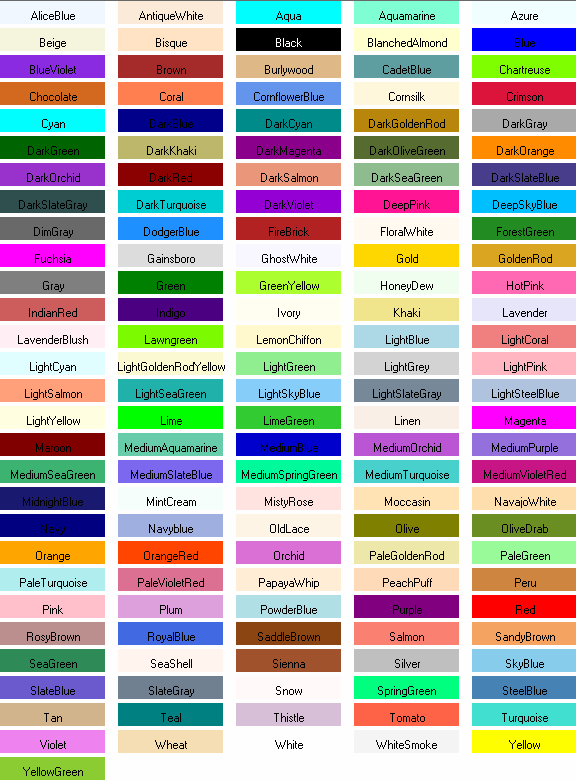 AliceBlue AntiqueWhite Aqua Aquamarine Azure
Beige Bisque Black BlanchedAlmond Blue
BlueViolet Brown Burlywood CadetBlue Chartreuse
Chocolate Coral CornflowerBlue Cornsilk Crimson
Cyan DarkBlue DarkCyan DarkGoldenRod DarkGray
DarkGreen DarkKhaki DarkMagenta DarkOliveGreen DarkOrange
DarkOrchid DarkRed DarkSalmon DarkSeaGreen DarkSlateBlue
DarkSlateGray DarkTurquoise DarkViolet DeepPink DeepSkyBlue
DimGray DodgerBlue FireBrick FloralWhite ForestGreen
Fuchsia Gainsboro GhostWhite Gold GoldenRod
Gray Green GreenYellow HoneyDew HotPink
IndianRed Indigo Ivory Khaki Lavender
LavenderBlush Lawngreen LemonChiffon LightBlue LightCoral
LightCyan LightGoldenRodYellow LightGreen LightGrey LightPink
LightSalmon LightSeaGreen LightSkyBlue LightSlateGray LightSteelBlue
LightYellow Lime LimeGreen Linen Magenta
Maroon MediumAquamarine MediumBlue MediumOrchid MediumPurple
MediumSeaGreen MediumSlateBlue MediumSpringGreen MediumTurquoise MediumVioletRed
MidnightBlue MintCream MistyRose Moccasin NavajoWhite
Navy Navyblue OldLace Olive OliveDrab
Orange OrangeRed Orchid PaleGoldenRod PaleGreen
PaleTurquoise PaleVioletRed PapayaWhip PeachPuff Peru
Pink Plum PowderBlue Purple Red
RosyBrown RoyalBlue SaddleBrown Salmon SandyBrown
SeaGreen SeaShell Sienna Silver SkyBlue
SlateBlue SlateGray Snow SpringGreen SteelBlue
Tan Teal Thistle Tomato Turquoise
Violet Wheat White WhiteSmoke Yellow
YellowGreen